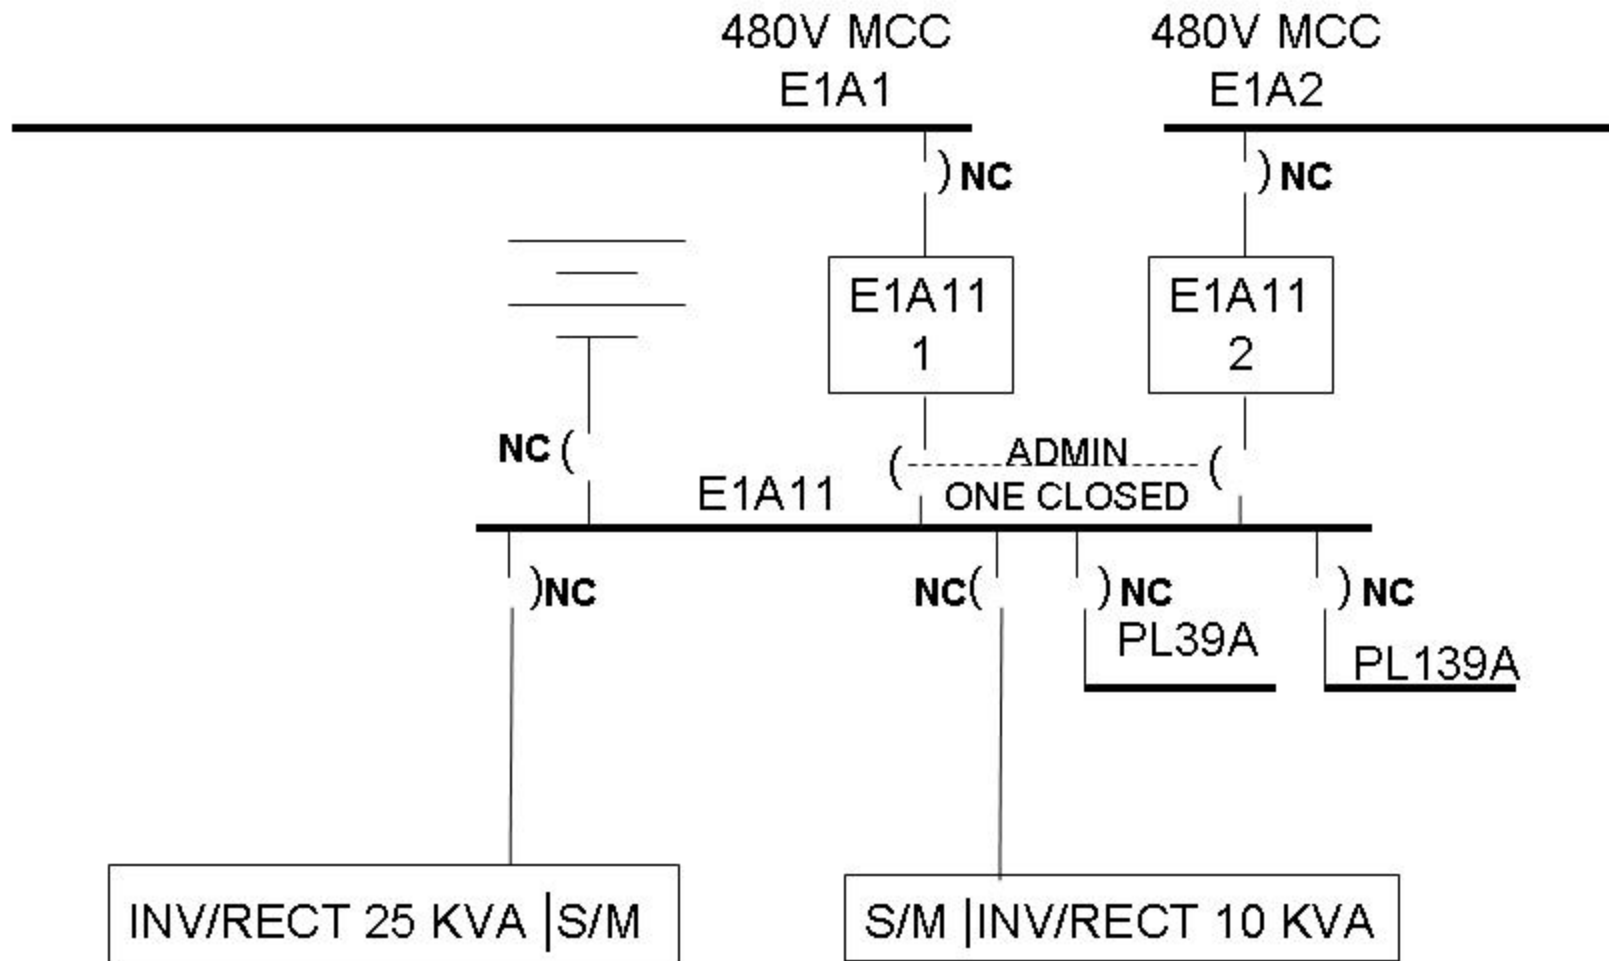 480V MCC
E1A1
480V MCC
E1A2
NC
NC
E1A11
1
E1A11
2
NC
ADMIN
ONE CLOSED
E1A11
NC
NC
NC
NC
PL39A
PL139A
INV/RECT 25 KVA |S/M
S/M |INV/RECT 10 KVA